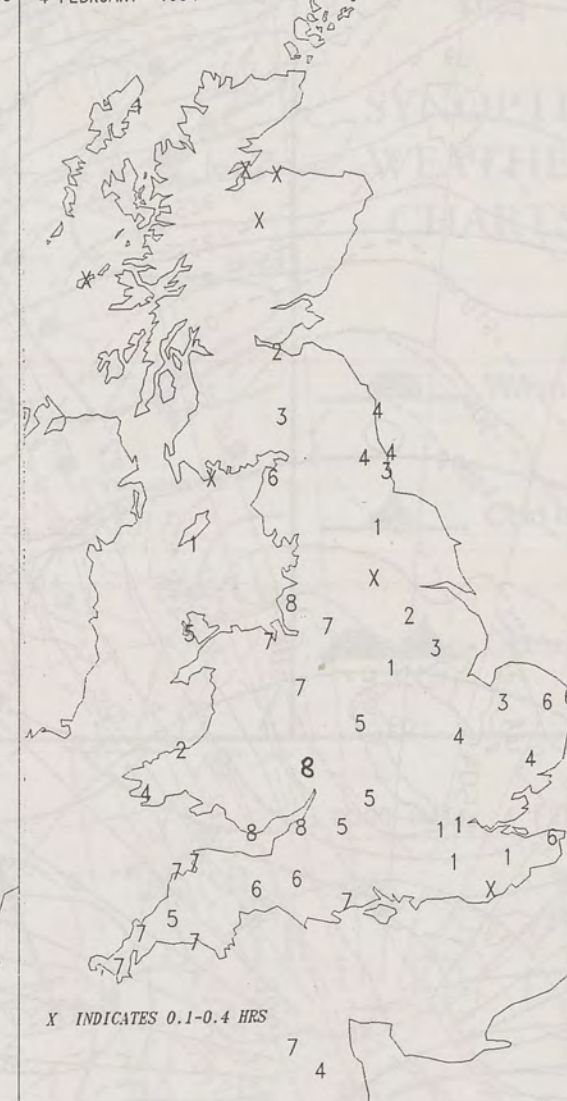 4 FEBRUARY
4
X X
X
X
2
3 4
4 4
3
X 6
1 1
X
8 2
7
5 7 3
1
7 3 6
5 4
2 8 4
4 5
8 8 5 1 1 6
7 7 1 1
6 6 X
7
5
7 7
7
X INDICATES 0.1-0.4 HRS
7
4